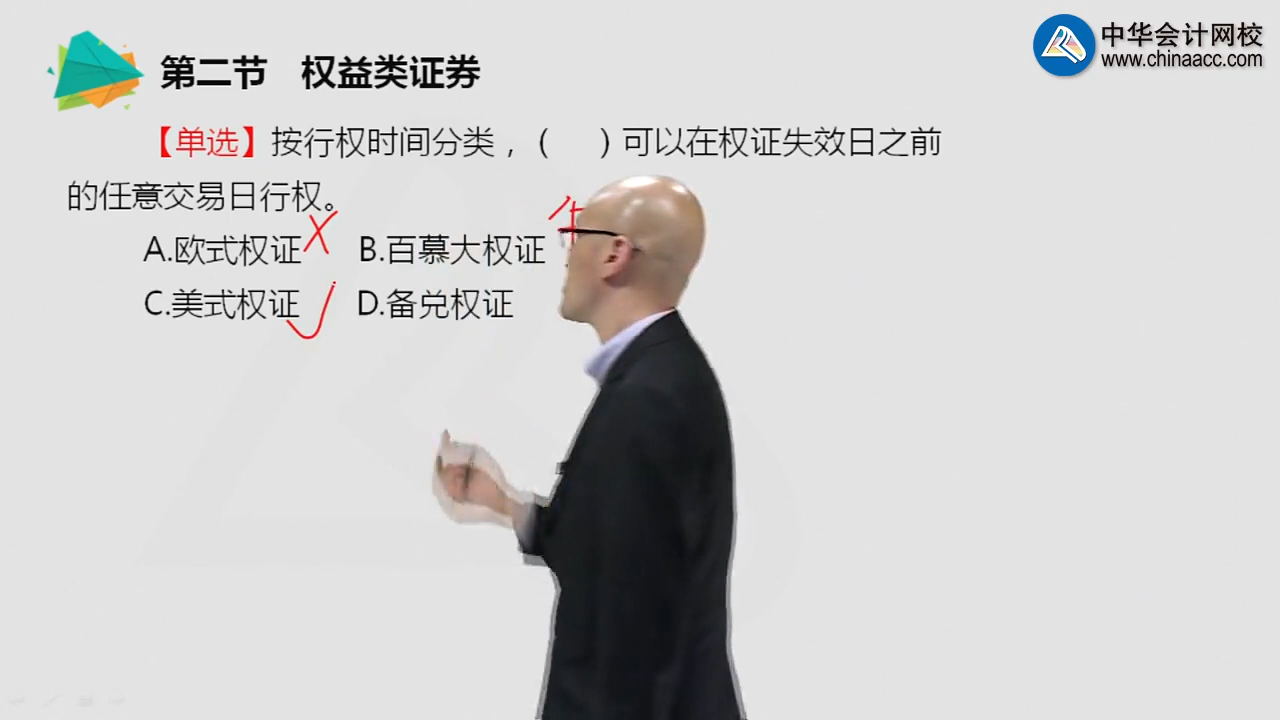 中华会计网校
www.chinaacc.com
第二节 权益类证券
【单选】按行权时间分类，（ ）可以在权证失效日之前
的任意交易日行权。
A.欧式权证 B.百慕大权证
C.美式权证 D.备兑权证